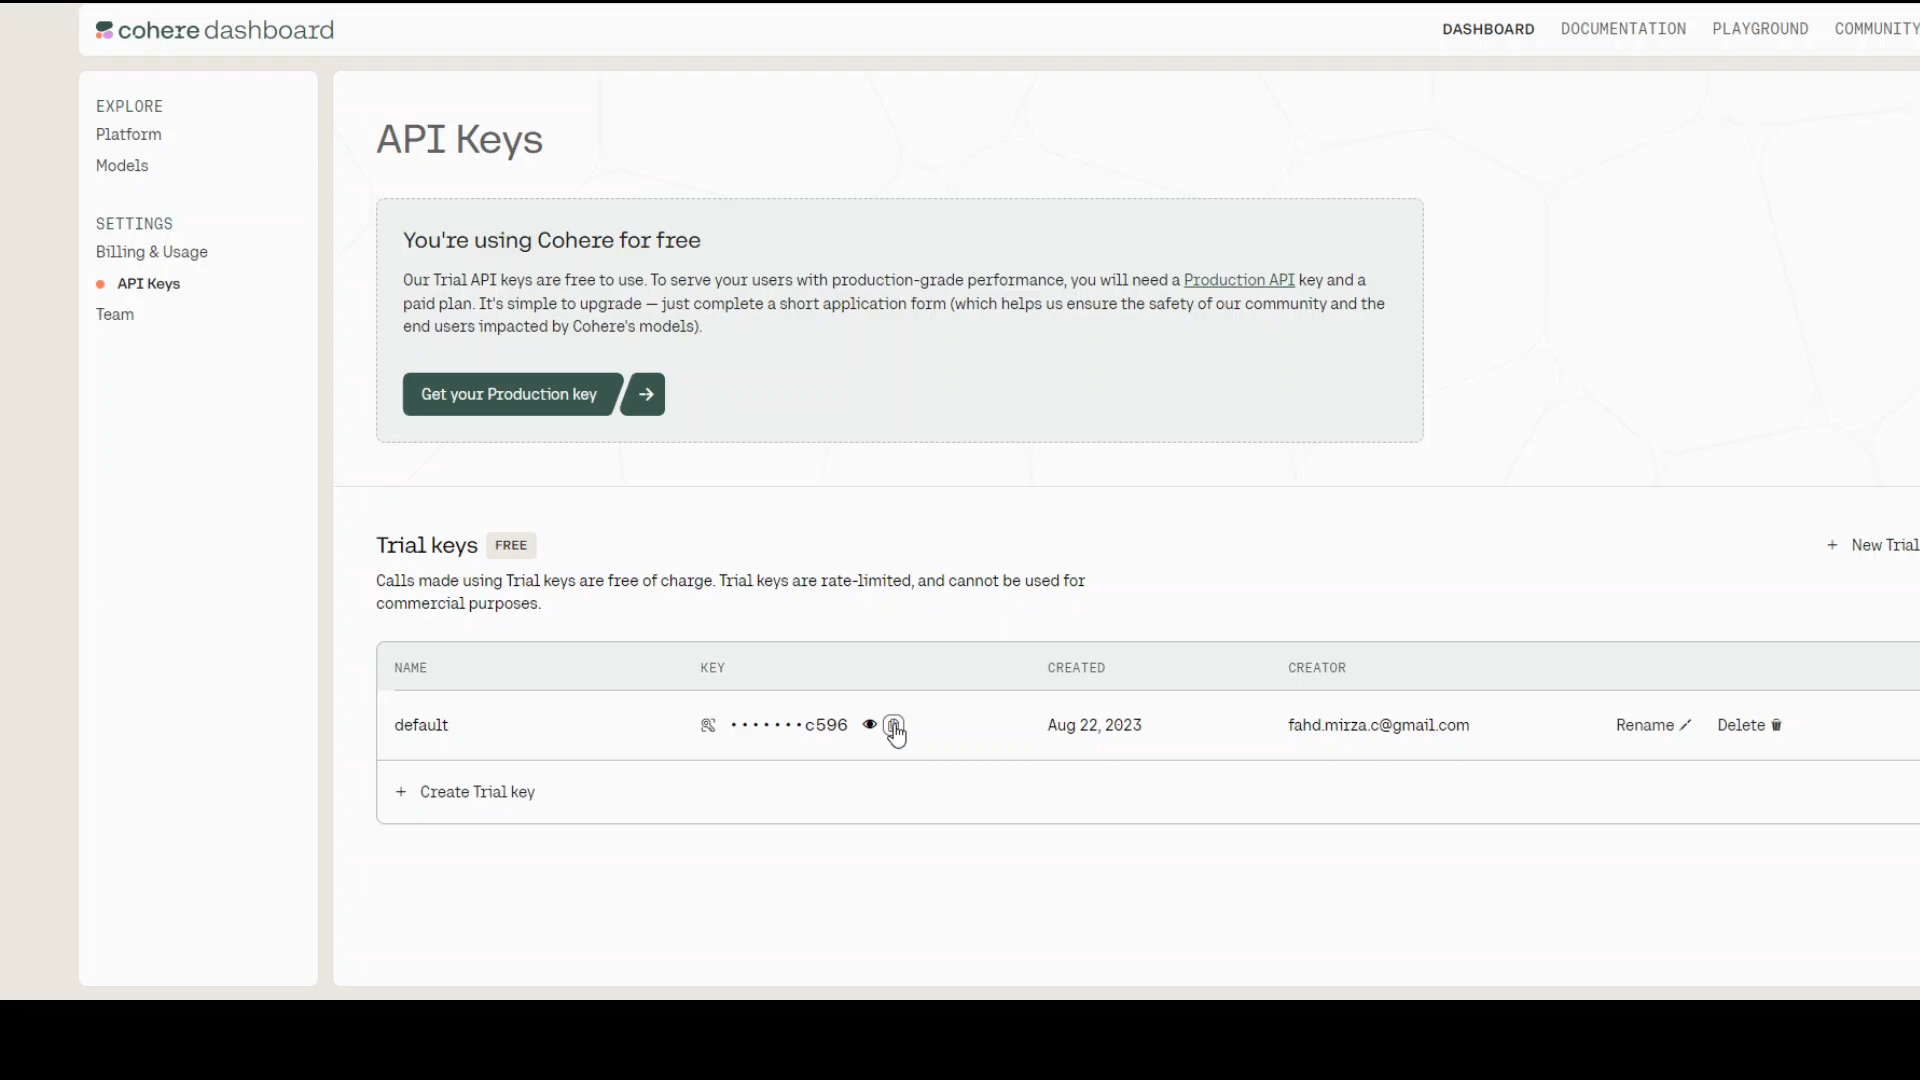 cohere dashboard
DASHBOARD DOCUMENTATION PLAYGROUND COMMUNITY
EXPLORE
Platform
Models
SETTINGS
Billing & Usage
API Keys
Team
API Keys
You're using Cohere for free
Our Trial API keys are free to use. To serve your users with production-grade performance, you will need a Production API key and a
paid plan. It's simple to upgrade — just complete a short application form (which helps us ensure the safety of our community and the
end users impacted by Cohere's models).
Get your Production key →
Trial keys FREE
+ New Trial
Calls made using Trial keys are free of charge. Trial keys are rate-limited, and cannot be used for
commercial purposes.
NAME KEY CREATED CREATOR
default •••••••c596 Aug 22, 2023 fahd.mirza.c@gmail.com Rename Delete
+ Create Trial key